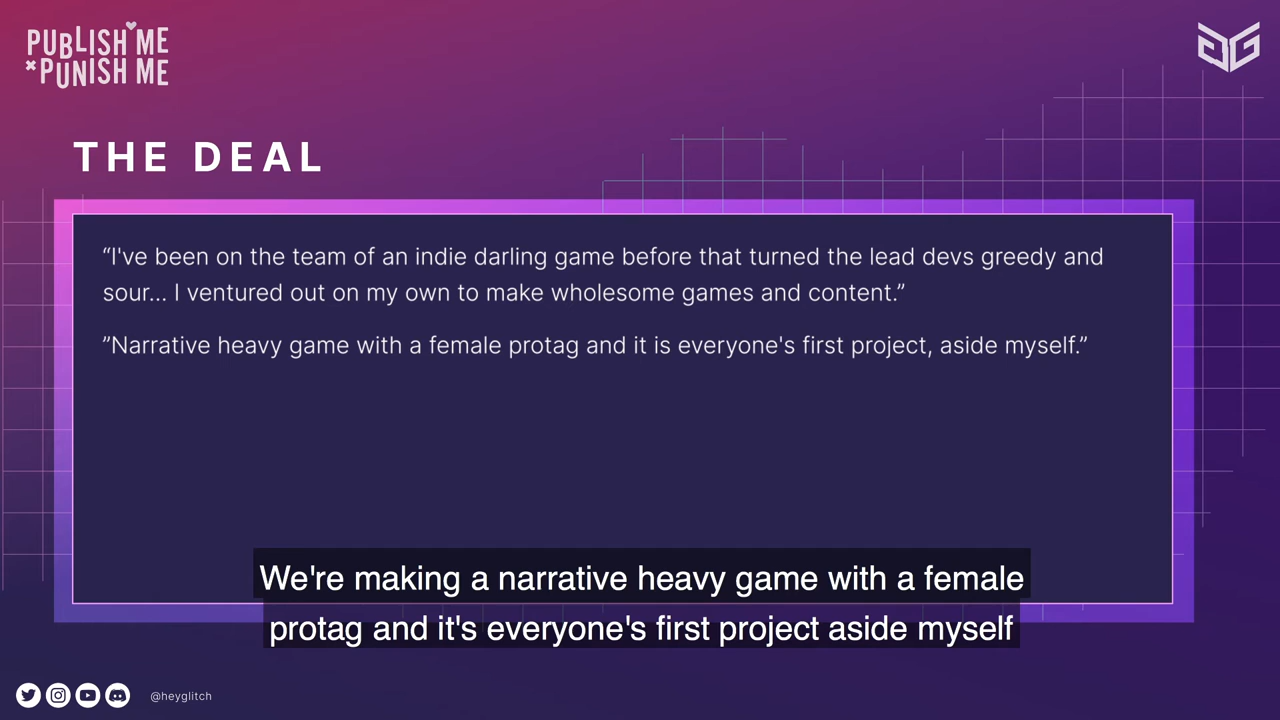 PUBLISH ME
PUNISH ME
THE DEAL
“I've been on the team of an indie darling game before that turned the lead devs greedy and
sour... I ventured out on my own to make wholesome games and content.”
”Narrative heavy game with a female protag and it is everyone's first project, aside myself.”
We're making a narrative heavy game with a female
protag and it's everyone's first project aside myself
@heyglitch